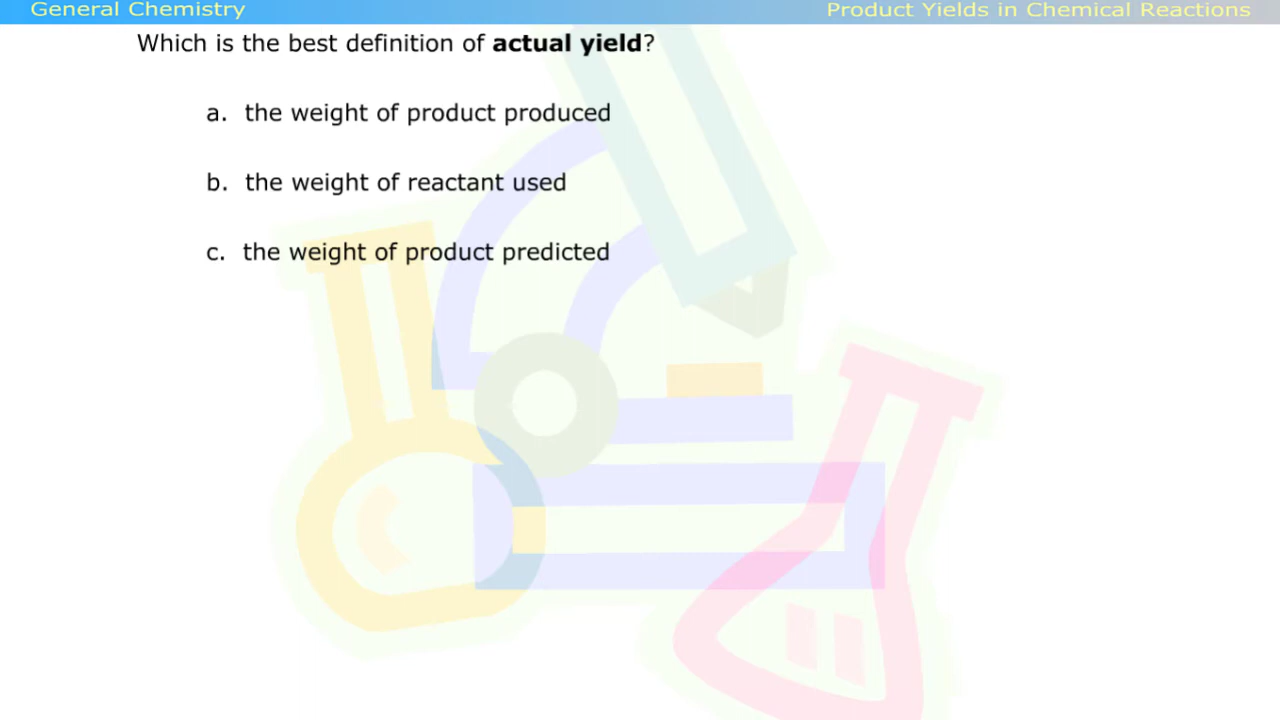 General Chemistry
Product Yields in Chemical Reactions
Which is the best definition of actual yield?
a. the weight of product produced
b. the weight of reactant used
c. the weight of product predicted